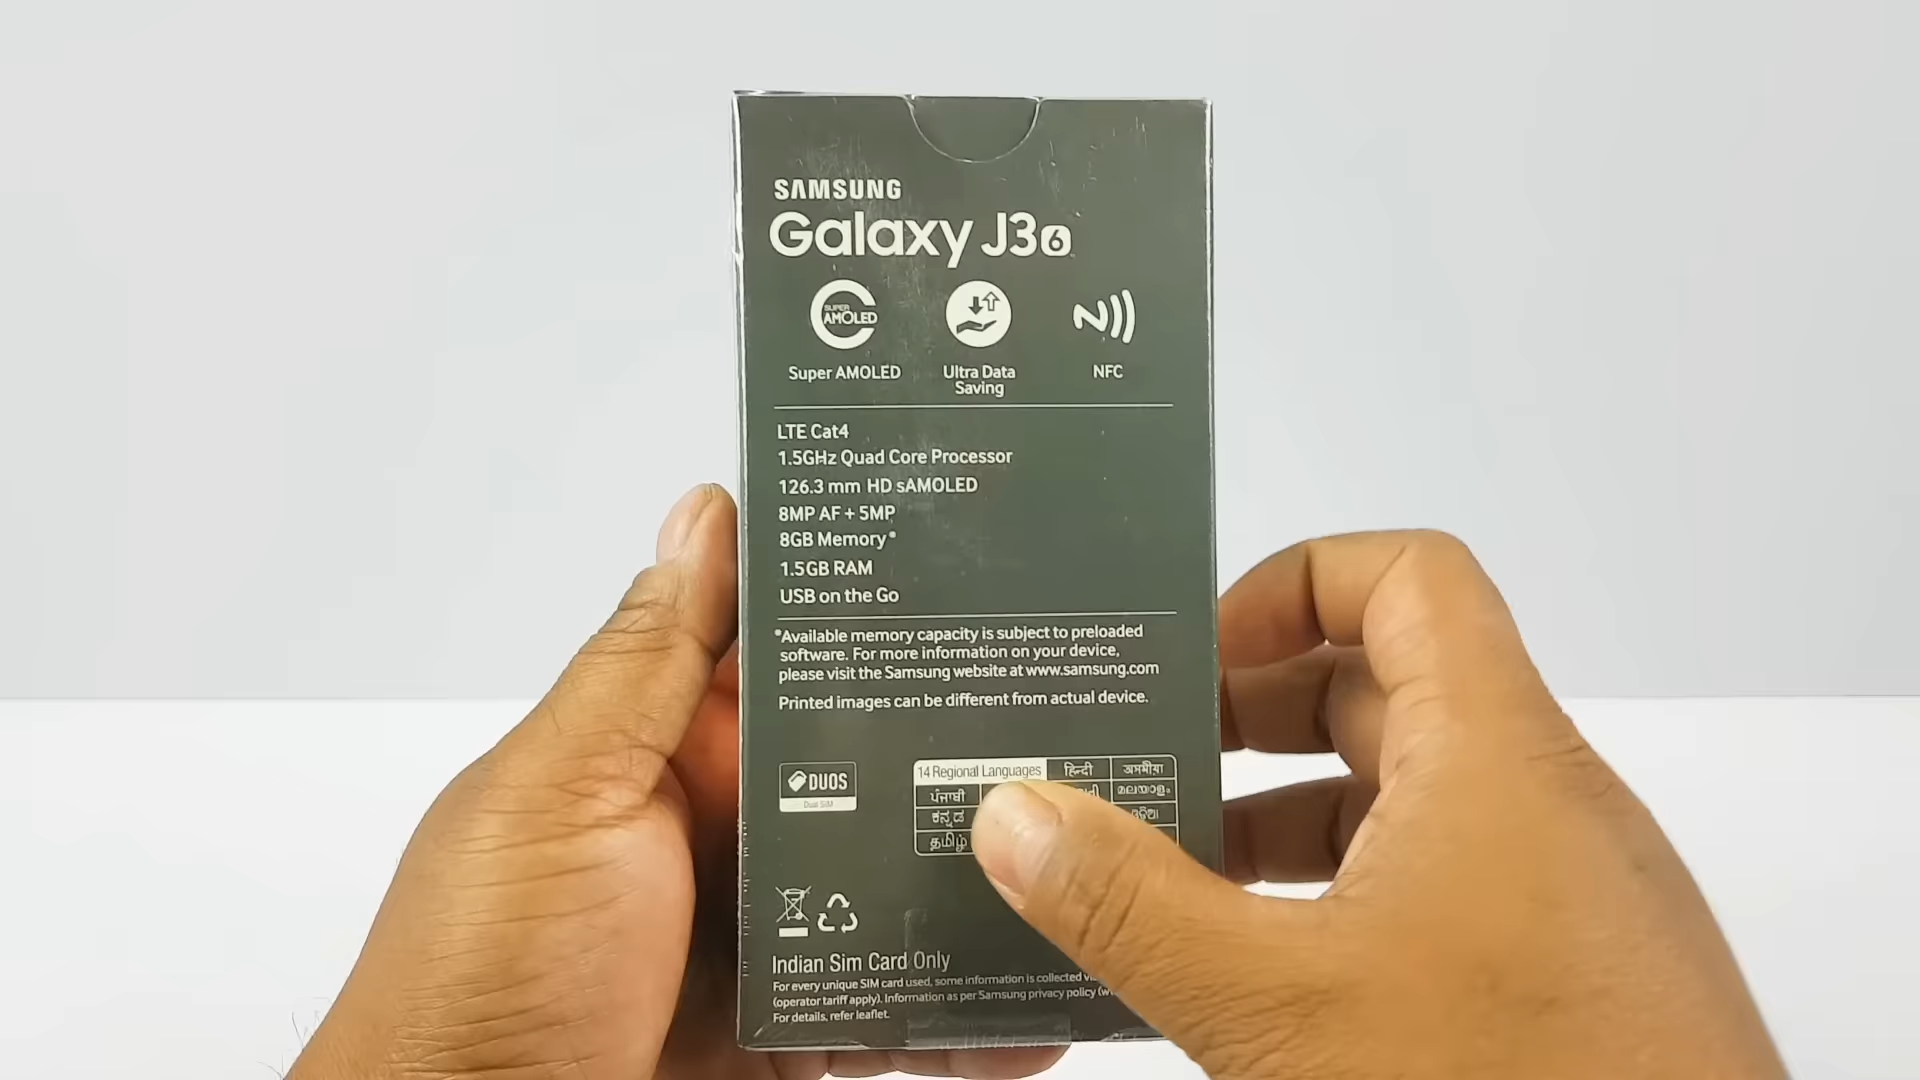 SAMSUNG
Galaxy J36
SUPER
AMOLED
Super AMOLED
Ultra Data
Saving
NFC
LTE Cat4
1.5GHz Quad Core Processor
126.3 mm HD sAMOLED
8MP AF + 5MP
8GB Memory*
1.5GB RAM
USB on the Go
*Available memory capacity is subject to preloaded
software. For more information on your device,
please visit the Samsung website at www.samsung.com
Printed images can be different from actual device.
DUOS
Dual SIM
14 Regional Languages हिन्दी অসমীয়া
ਪੰਜਾਬੀ മലയാളം
ಕನ್ನಡ ଓଡ଼ିଆ
தமிழ்
Indian Sim Card Only
For every unique SIM card used, some information is collected
(operator tariff apply). Information as per Samsung privacy policy
For details, refer leaflet.